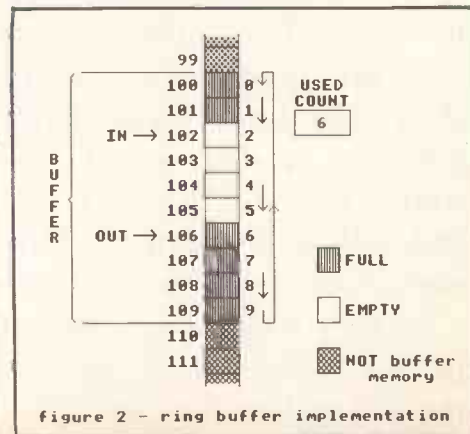 99
100 0
101 1
IN → 102 2
103 3
104 4
105 5
OUT → 106 6
107 7
108 8
109 9
110
111
BUFFER
USED
COUNT
6
FULL
EMPTY
NOT buffer
memory
figure 2 - ring buffer implementation